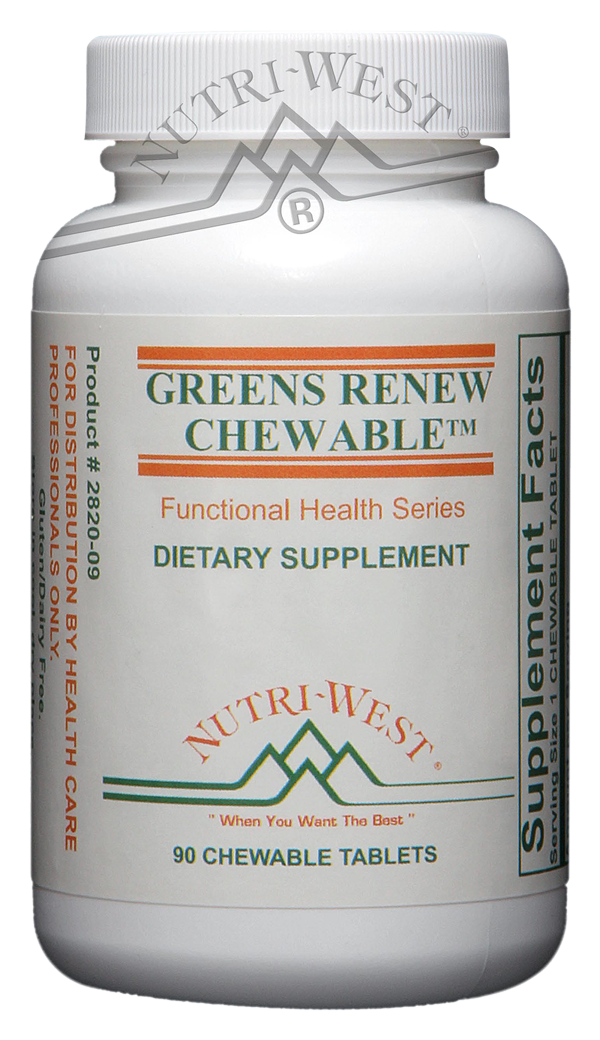 NUTRI-WEST®
®
GREENS RENEW
CHEWABLE™
Functional Health Series
DIETARY SUPPLEMENT
NUTRI-WEST®
" When You Want The Best "
90 CHEWABLE TABLETS
Product # 2820-09
FOR DISTRIBUTION BY HEALTH CARE
PROFESSIONALS ONLY.
Gluten/Dairy Free.
Supplement Facts
Serving Size 1 CHEWABLE TABLET